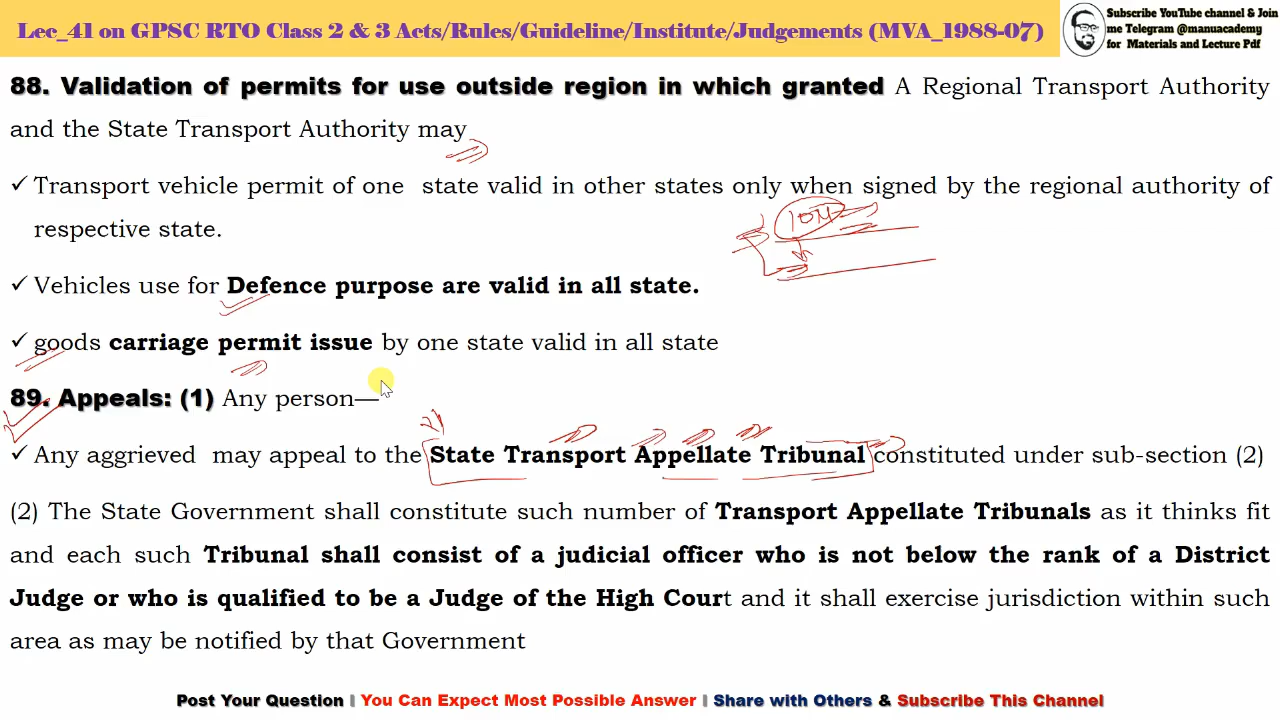 Lec_41 on GPSC RTO Class 2 & 3 Acts/Rules/Guideline/Institute/Judgements (MVA_1988-07)
Subscribe YouTube channel & Join
me Telegram @manuacademy
for Materials and Lecture Pdf
88. Validation of permits for use outside region in which granted A Regional Transport Authority
and the State Transport Authority may
✓ Transport vehicle permit of one state valid in other states only when signed by the regional authority of
respective state.
✓ Vehicles use for Defence purpose are valid in all state.
✓ goods carriage permit issue by one state valid in all state
89. Appeals: (1) Any person—
✓ Any aggrieved may appeal to the State Transport Appellate Tribunal constituted under sub-section (2)
(2) The State Government shall constitute such number of Transport Appellate Tribunals as it thinks fit
and each such Tribunal shall consist of a judicial officer who is not below the rank of a District
Judge or who is qualified to be a Judge of the High Court and it shall exercise jurisdiction within such
area as may be notified by that Government
Post Your Question | You Can Expect Most Possible Answer | Share with Others & Subscribe This Channel